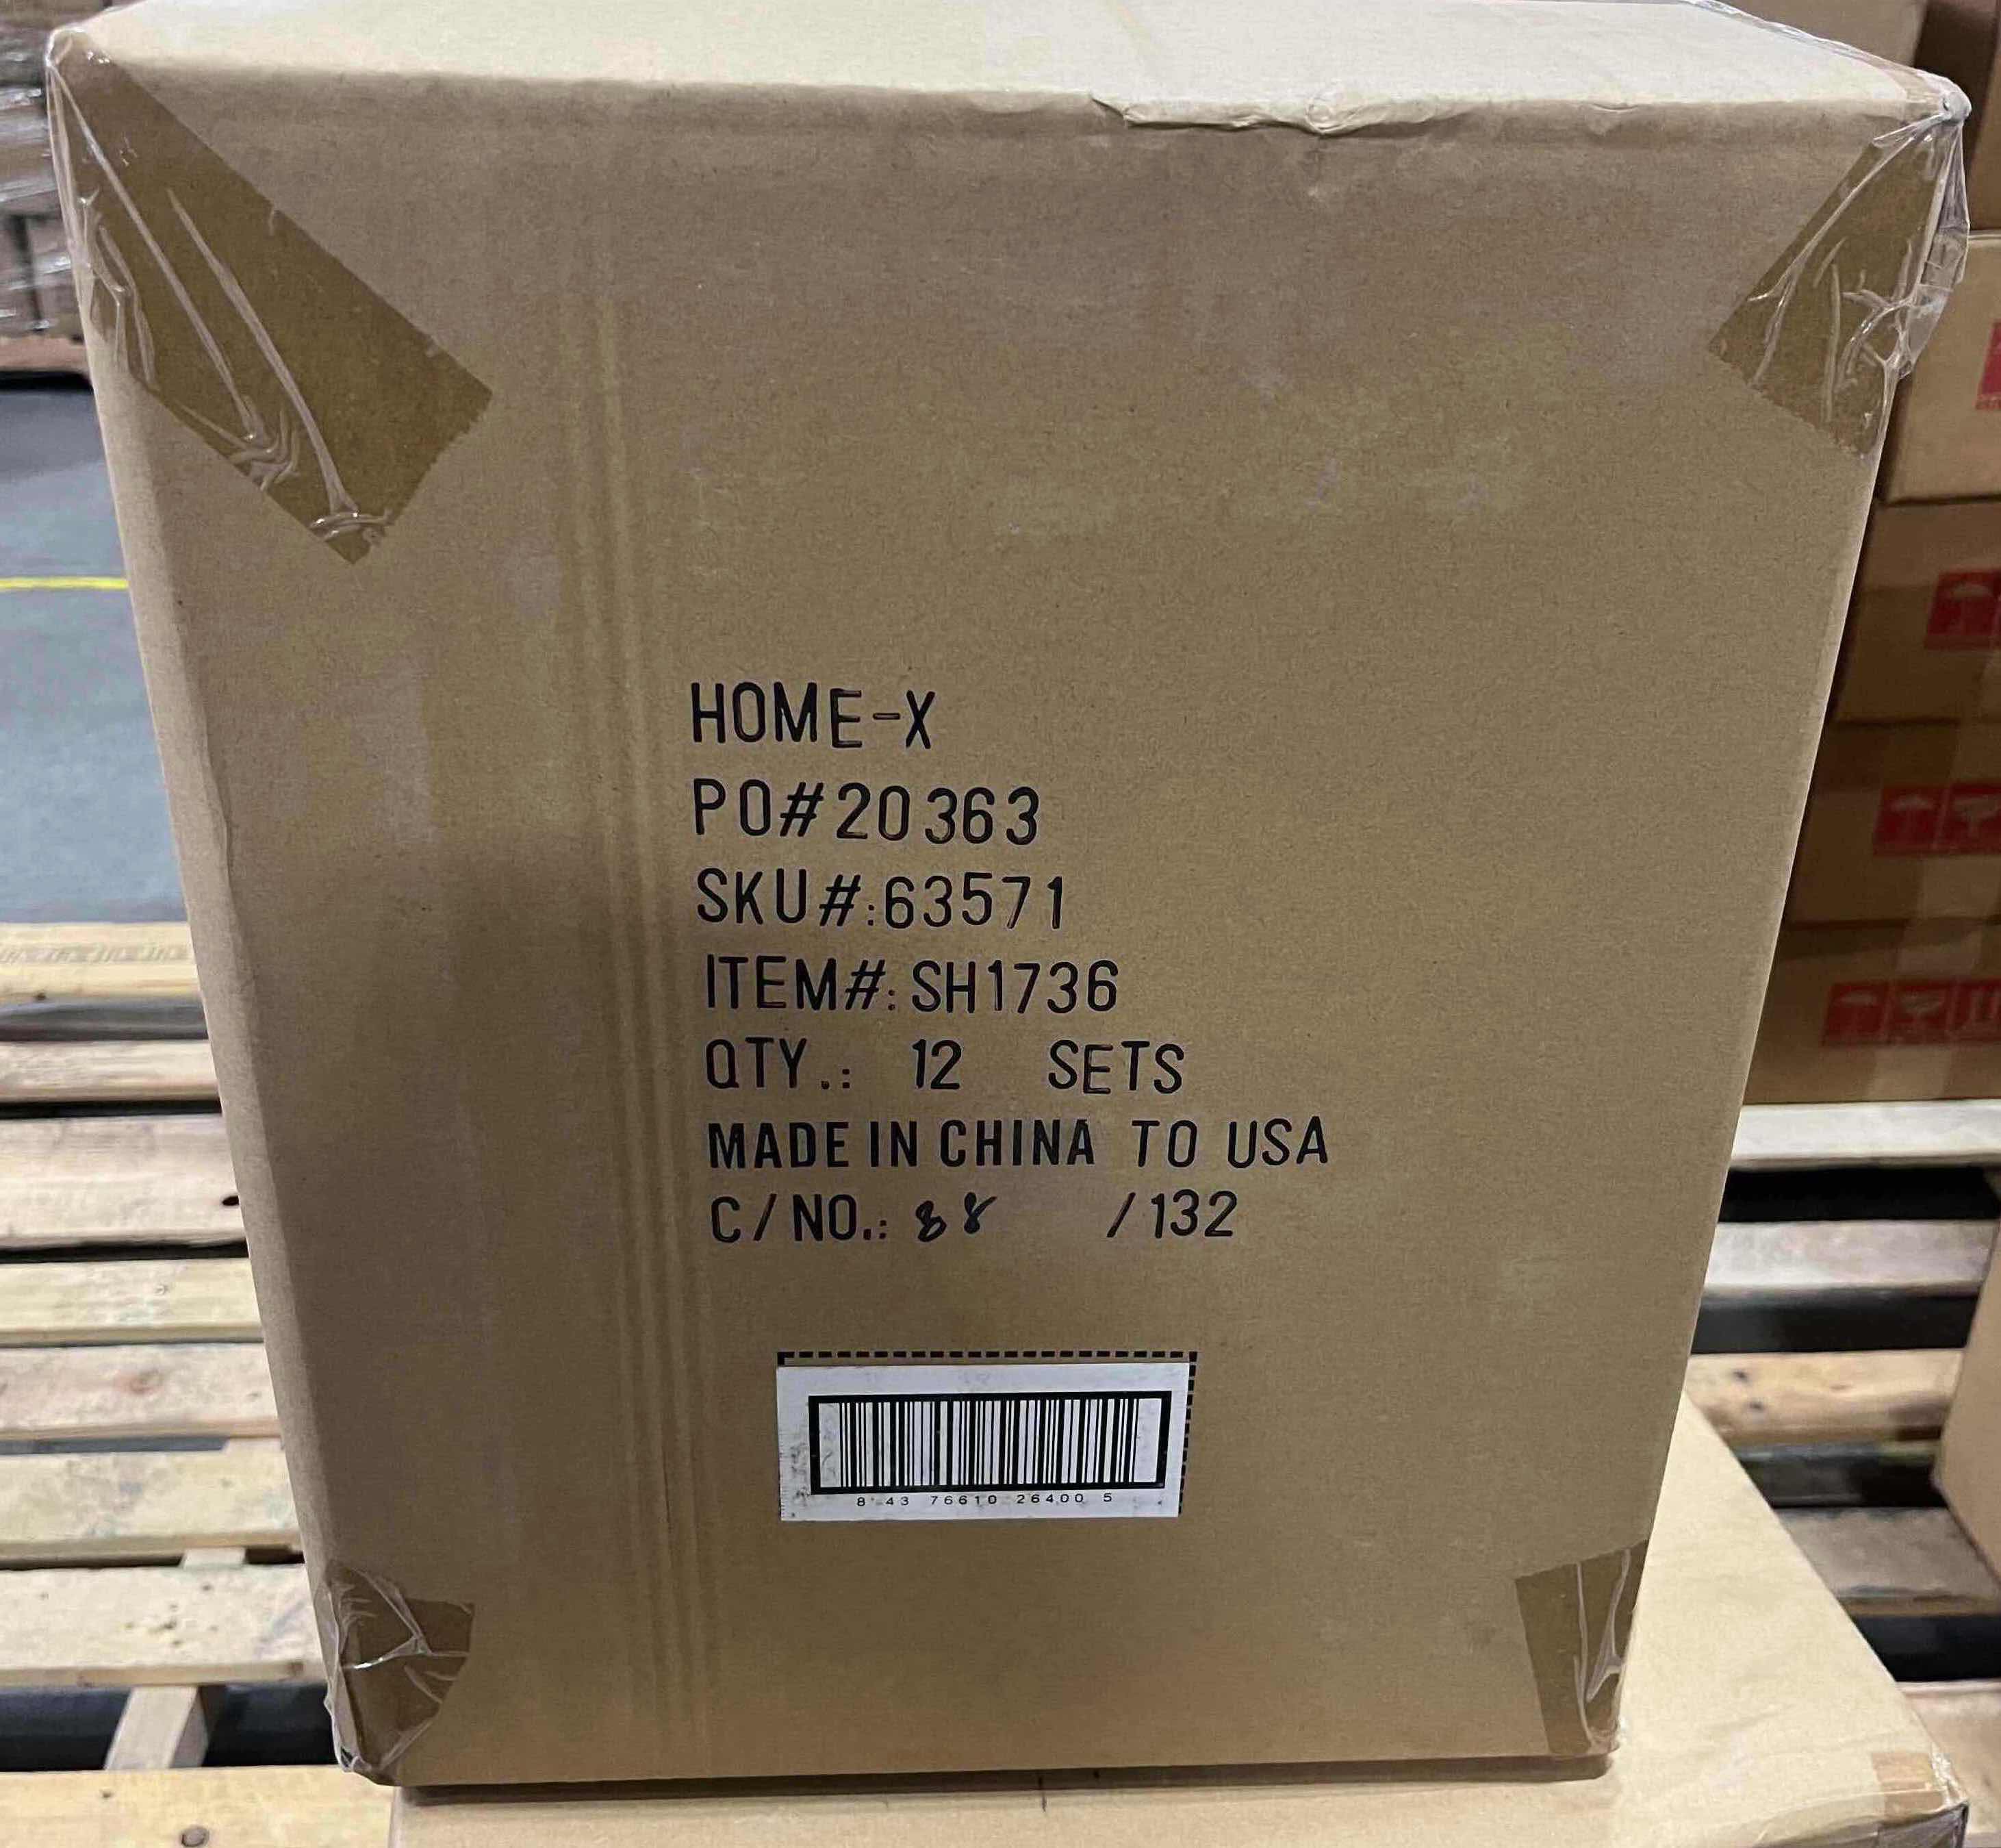 HOME-X
PO#20363
SKU#:63571
ITEM#: SH1736
QTY.: 12 SETS
MADE IN CHINA TO USA
C/NO.: 88 /132
8 43 76610 26400 5